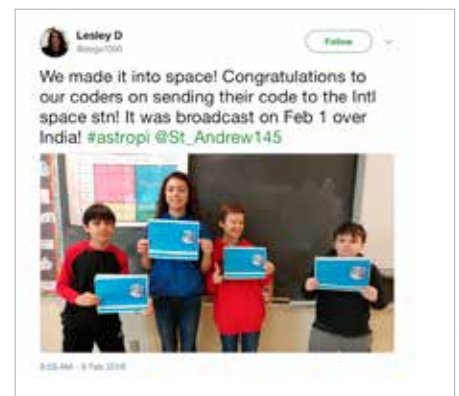 Lesley D
Follow
We made it into space! Congratulations to
our coders on sending their code to the Intl
space stn! It was broadcast on Feb 1 over
India! #astropi @St_Andrew145